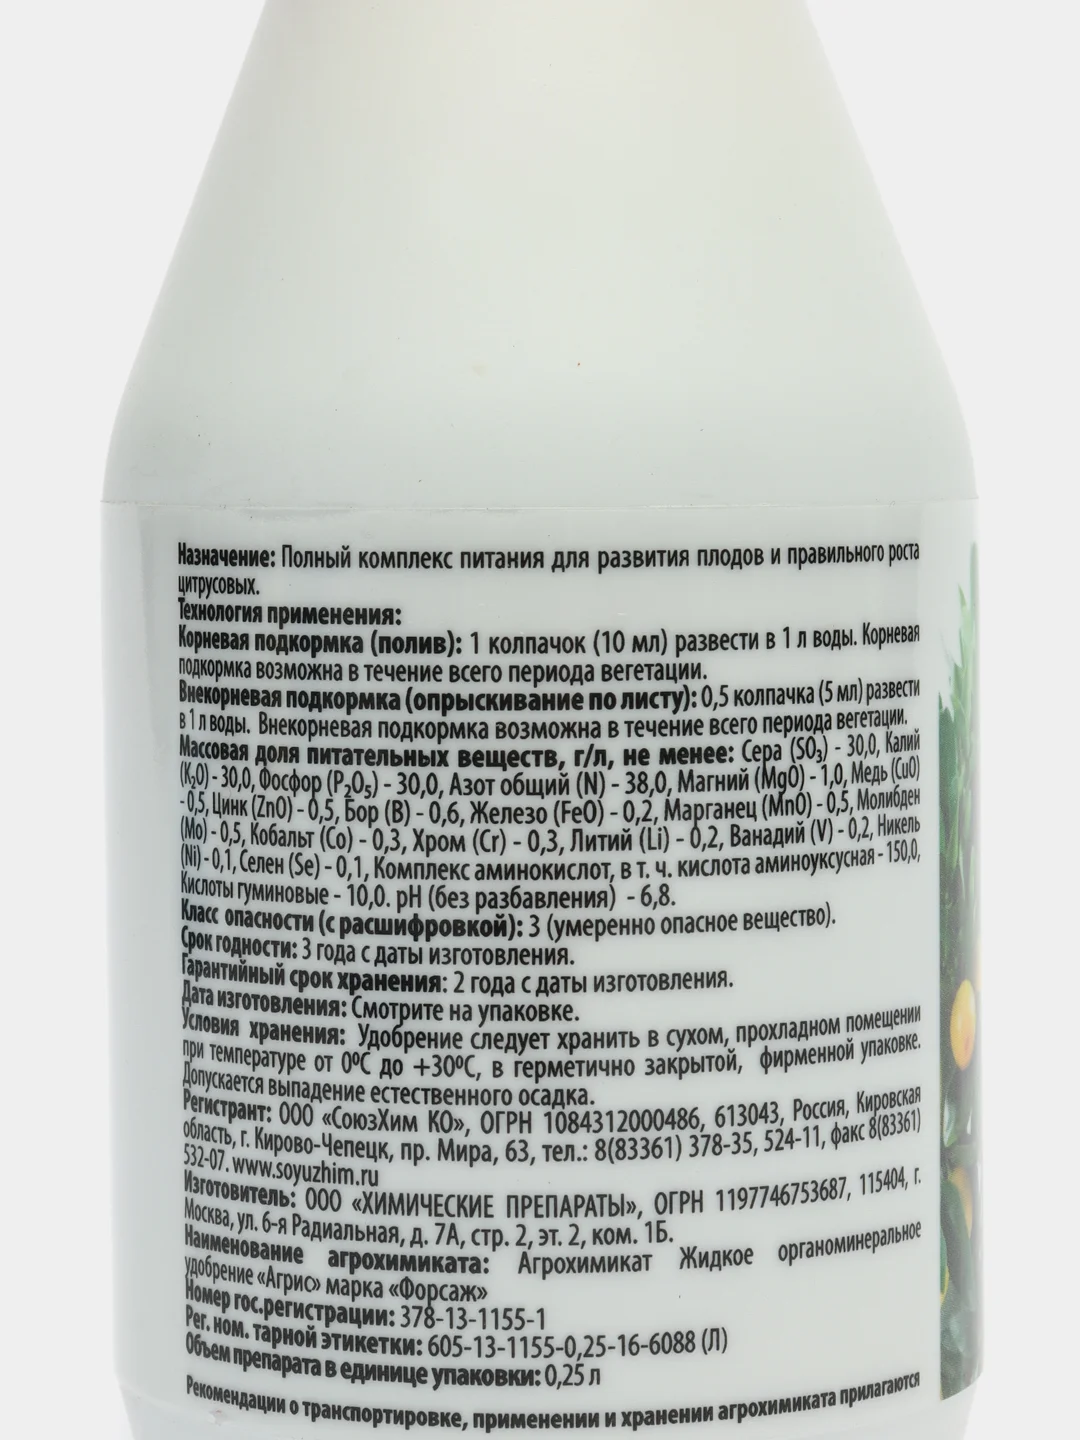 Назначение: Полный комплекс питания для развития плодов и правильного роста
цитрусовых.
Технология применения:
Корневая подкормка (полив): 1 колпачок (10 мл) развести в 1 л воды. Корневая
подкормка возможна в течение всего периода вегетации.
Внекорневая подкормка (опрыскивание по листу): 0,5 колпачка (5 мл) развести
в 1 л воды. Внекорневая подкормка возможна в течение всего периода вегетации.
Массовая доля питательных веществ, г/л, не менее: Сера (SO₃) - 30,0, Калий
(K₂O) - 30,0, Фосфор (P₂O₅) - 30,0, Азот общий (N) - 38,0, Магний (MgO) - 1,0, Медь (CuO)
- 0,5, Цинк (ZnO) - 0,5, Бор (B) - 0,6, Железо (FeO) - 0,2, Марганец (MnO) - 0,5, Молибден
(Mo) - 0,5, Кобальт (Co) - 0,3, Хром (Cr) - 0,3, Литий (Li) - 0,2, Ванадий (V) - 0,2, Никель
(Ni) - 0,1, Селен (Se) - 0,1, Комплекс аминокислот, в т. ч. кислота аминоуксусная - 150,0,
Кислоты гуминовые - 10,0. pH (без разбавления) - 6,8.
Класс опасности (с расшифровкой): 3 (умеренно опасное вещество).
Срок годности: 3 года с даты изготовления.
Гарантийный срок хранения: 2 года с даты изготовления.
Дата изготовления: Смотрите на упаковке.
Условия хранения: Удобрение следует хранить в сухом, прохладном помещении
при температуре от 0ºС до +30ºС, в герметично закрытой, фирменной упаковке.
Допускается выпадение естественного осадка.
Регистрант: ООО «СоюзХим КО», ОГРН 1084312000486, 613043, Россия, Кировская
область, г. Кирово-Чепецк, пр. Мира, 63, тел.: 8(83361) 378-35, 524-11, факс 8(83361)
532-07. www.soyuzhim.ru
Изготовитель: ООО «ХИМИЧЕСКИЕ ПРЕПАРАТЫ», ОГРН 1197746753687, 115404, г.
Москва, ул. 6-я Радиальная, д. 7А, стр. 2, эт. 2, ком. 1Б.
Наименование агрохимиката: Агрохимикат Жидкое органоминеральное
удобрение «Агрис» марка «Форсаж»
Номер гос.регистрации: 378-13-1155-1
Рег. ном. тарной этикетки: 605-13-1155-0,25-16-6088 (Л)
Объем препарата в единице упаковки: 0,25 л
Рекомендации о транспортировке, применении и хранении агрохимиката прилагаются